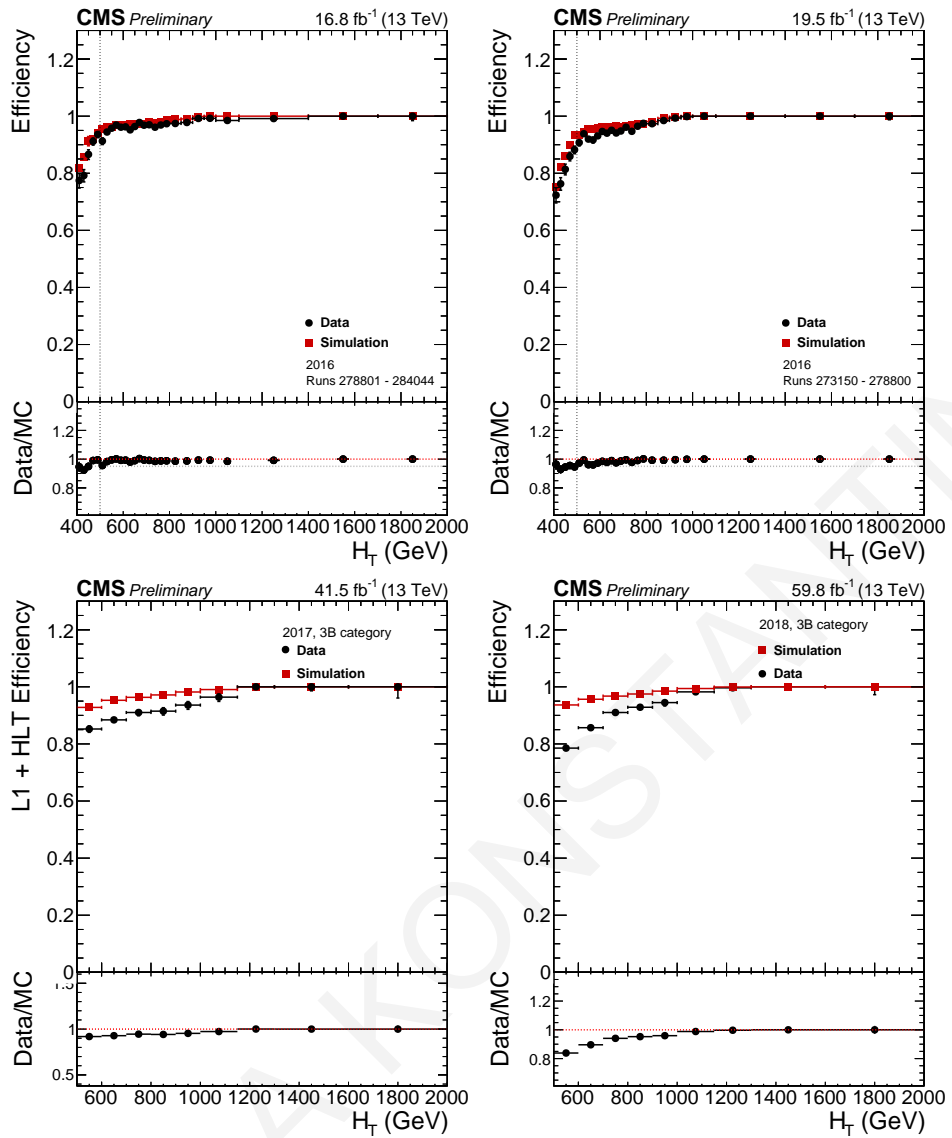 CMS Preliminary 16.8 fb-1 (13 TeV)
Efficiency
1.2
1
0.8
0.6
0.4
0.2
0
Data
Simulation
2016
Runs 278801 - 284044
Data/MC
1.2
1
0.8
400 600 800 1000 1200 1400 1600 1800 2000
HT (GeV)
CMS Preliminary 19.5 fb-1 (13 TeV)
Efficiency
1.2
1
0.8
0.6
0.4
0.2
0
Data
Simulation
2016
Runs 273150 - 278800
Data/MC
1.2
1
0.8
400 600 800 1000 1200 1400 1600 1800 2000
HT (GeV)
CMS Preliminary 41.5 fb-1 (13 TeV)
L1 + HLT Efficiency
1.2
1
0.8
0.6
0.4
0.2
0
2017, 3B category
Data
Simulation
Data/MC
1.5
1
0.5
600 800 1000 1200 1400 1600 1800 2000
HT (GeV)
CMS Preliminary 59.8 fb-1 (13 TeV)
Efficiency
1.2
1
0.8
0.6
0.4
0.2
0
2018, 3B category
Simulation
Data
Data/MC
1.2
1
0.8
600 800 1000 1200 1400 1600 1800 2000
HT (GeV)
A KONSTANTIN